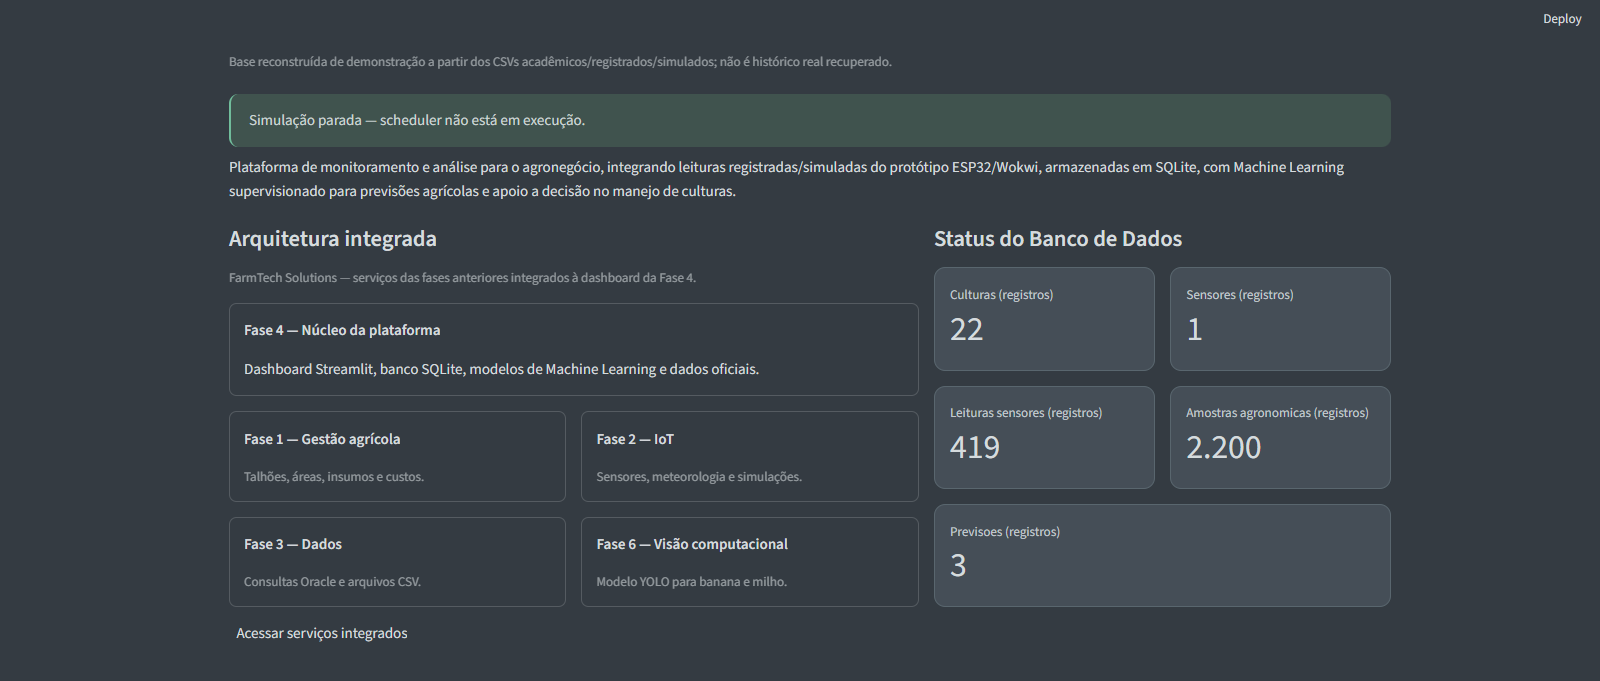 Deploy
Base reconstruída de demonstração a partir dos CSVs acadêmicos/registrados/simulados; não é histórico real recuperado.
Simulação parada — scheduler não está em execução.
Plataforma de monitoramento e análise para o agronegócio, integrando leituras registradas/simuladas do protótipo ESP32/Wokwi, armazenadas em SQLite, com Machine Learning
supervisionado para previsões agrícolas e apoio a decisão no manejo de culturas.
Arquitetura integrada
FarmTech Solutions — serviços das fases anteriores integrados à dashboard da Fase 4.
Fase 4 — Núcleo da plataforma
Dashboard Streamlit, banco SQLite, modelos de Machine Learning e dados oficiais.
Fase 1 — Gestão agrícola
Talhões, áreas, insumos e custos.
Fase 2 — IoT
Sensores, meteorologia e simulações.
Fase 3 — Dados
Consultas Oracle e arquivos CSV.
Fase 6 — Visão computacional
Modelo YOLO para banana e milho.
Acessar serviços integrados
Status do Banco de Dados
Culturas (registros)
22
Sensores (registros)
1
Leituras sensores (registros)
419
Amostras agronomicas (registros)
2.200
Previsoes (registros)
3